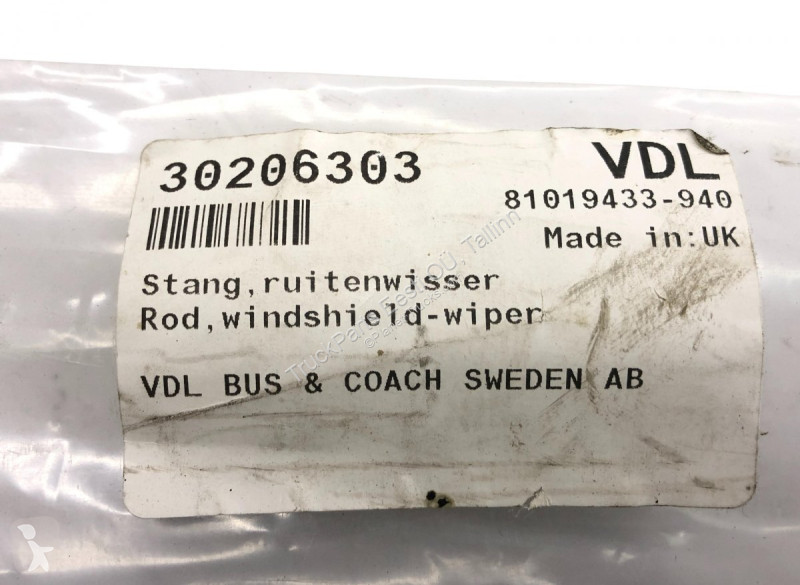 30206303
VDL
81019433-940
Made in:UK
Stang,ruitenwisser
Rod,windshield-wiper
VDL BUS & COACH SWEDEN AB